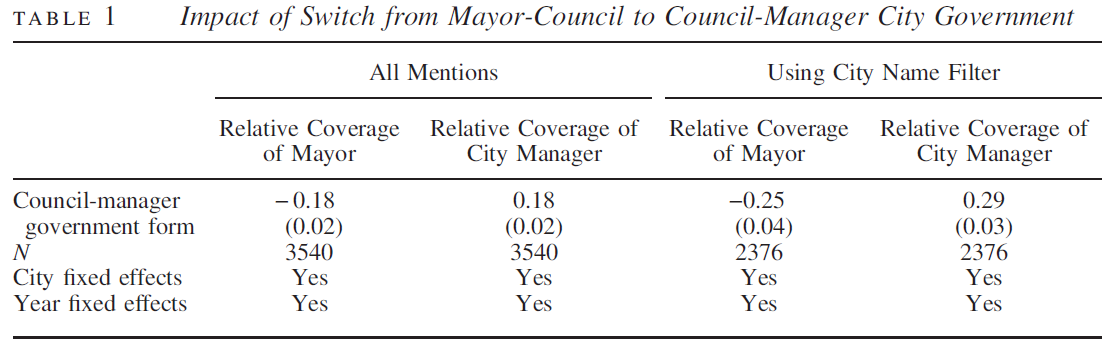 TABLE 1 Impact of Switch from Mayor-Council to Council-Manager City Government
All Mentions Using City Name Filter
Relative Coverage Relative Coverage of Relative Coverage Relative Coverage of
of Mayor City Manager of Mayor City Manager
Council-manager −0.18 0.18 −0.25 0.29
government form (0.02) (0.02) (0.04) (0.03)
N 3540 3540 2376 2376
City fixed effects Yes Yes Yes Yes
Year fixed effects Yes Yes Yes Yes